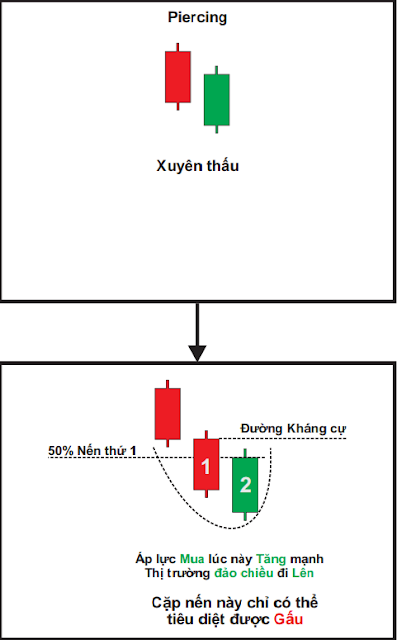 Piercing
Xuyên thấu
Đường Kháng cự
50% Nến thứ 1
1
2
Áp lực Mua lúc này Tăng mạnh
Thị trường đảo chiều đi Lên
Cặp nến này chỉ có thể
tiêu diệt được Gấu